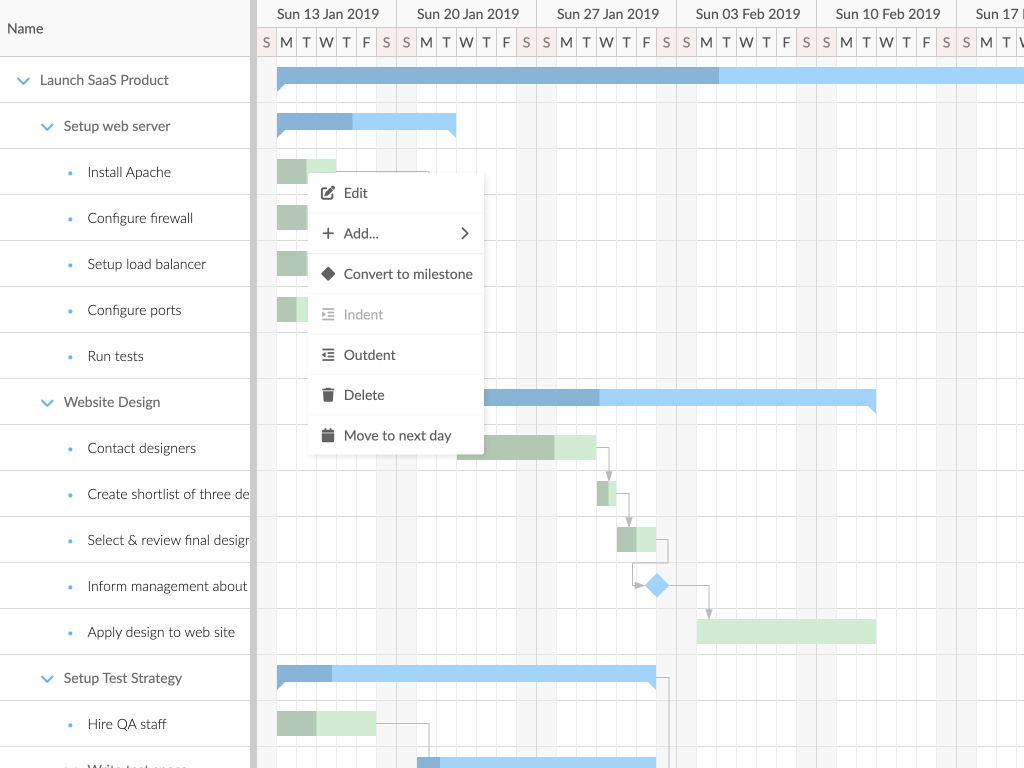 Name
Sun 13 Jan 2019 Sun 20 Jan 2019 Sun 27 Jan 2019 Sun 03 Feb 2019 Sun 10 Feb 2019 Sun 17
S M T W T F S S M T W T F S S M T W T F S S M T W T F S S M T W T F S S M T
Launch SaaS Product
Setup web server
Install Apache
Configure firewall
Setup load balancer
Configure ports
Run tests
Website Design
Contact designers
Create shortlist of three de
Select & review final design
Inform management about
Apply design to web site
Setup Test Strategy
Hire QA staff
Write test specs
Edit
Add...
Convert to milestone
Indent
Outdent
Delete
Move to next day